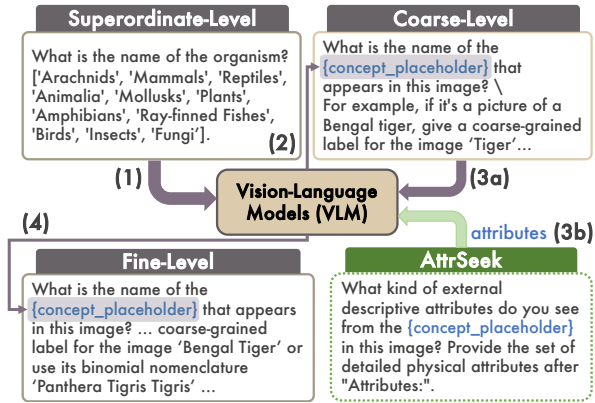 Superordinate-Level
What is the name of the organism?
['Arachnids', 'Mammals', 'Reptiles',
'Animalia', 'Mollusks', 'Plants',
'Amphibians', 'Ray-finned Fishes',
'Birds', 'Insects', 'Fungi'].
(2)
Coarse-Level
What is the name of the
{concept_placeholder} that
appears in this image? \
For example, if it's a picture of a
Bengal tiger, give a coarse-grained
label for the image 'Tiger'...
(1)
Vision-Language
Models (VLM)
(3a)
(4)
attributes (3b)
Fine-Level
What is the name of the
{concept_placeholder} that appears
in this image? ... coarse-grained
label for the image 'Bengal Tiger' or
use its binomial nomenclature
'Panthera Tigris Tigris' ...
AttrSeek
What kind of external
descriptive attributes do you see
from the {concept_placeholder}
in this image? Provide the set of
detailed physical attributes after
"Attributes:".